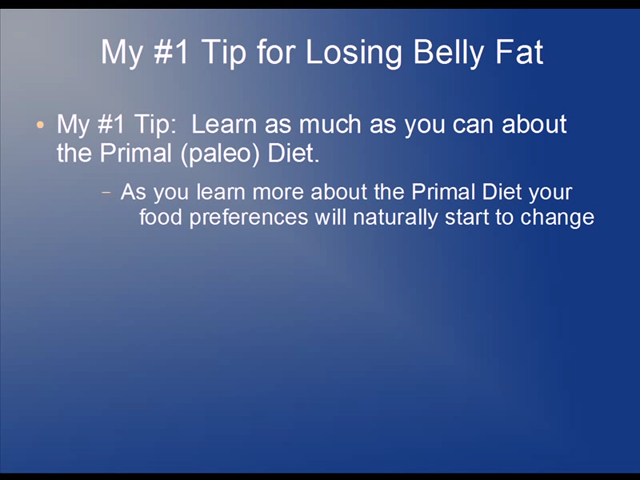 My #1 Tip for Losing Belly Fat
• My #1 Tip:  Learn as much as you can about
the Primal (paleo) Diet.
– As you learn more about the Primal Diet your
food preferences will naturally start to change